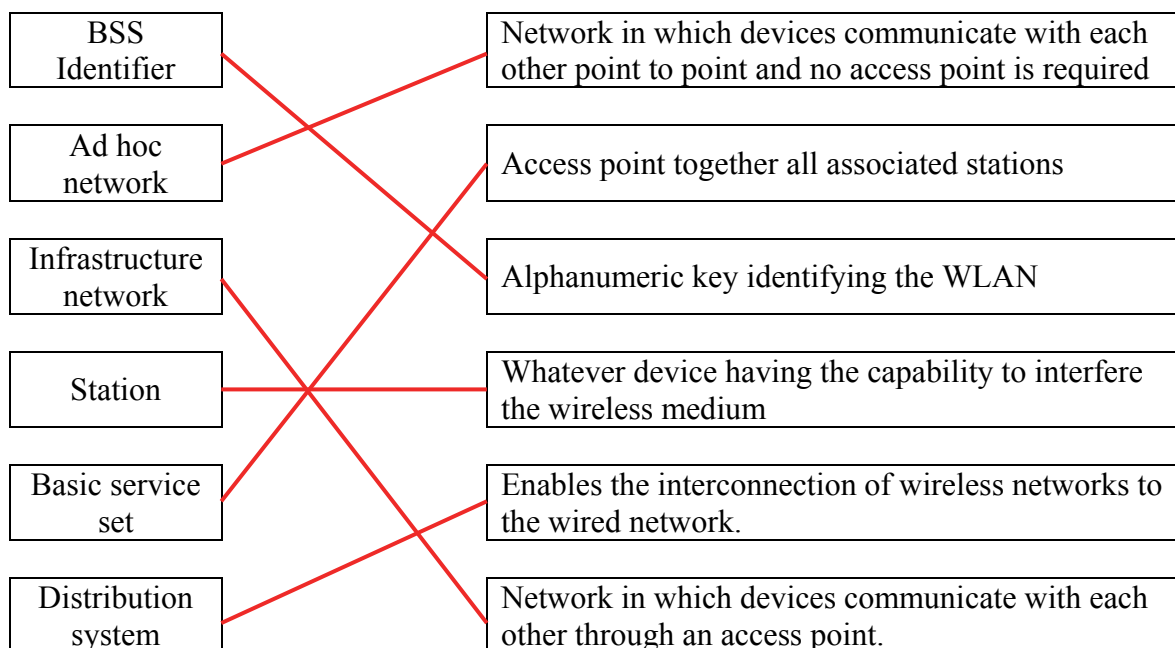 BSS
Identifier
Network in which devices communicate with each
other point to point and no access point is required
Ad hoc
network
Access point together all associated stations
Infrastructure
network
Alphanumeric key identifying the WLAN
Station
Whatever device having the capability to interfere
the wireless medium
Basic service
set
Enables the interconnection of wireless networks to
the wired network.
Distribution
system
Network in which devices communicate with each
other through an access point.